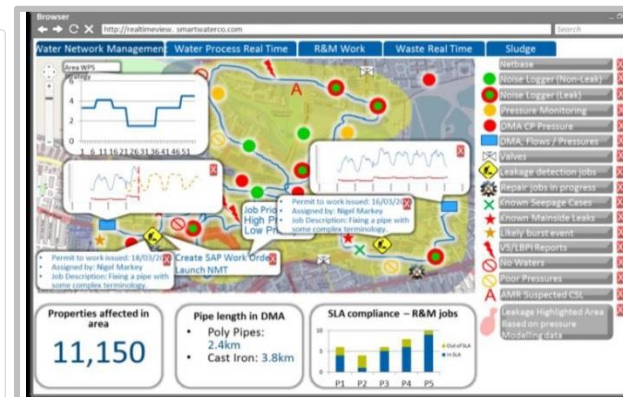 Browser
http://realtimeview. smartwaterco.com
Search
Water Network Management
Water Process Real Time
R&M Work
Waste Real Time
Sludge
Area WPS
Strategy
6
4
2
0
1 6 11 16 21 26 31 36 41 46 51
A
Job Prio
High P
Low Pr
Permit to work issued: 16/03/20
Assigned by: Nigel Markey
Job Description: Fixing a pipe with
some complex terminology.
Permit to work issued: 18/03/20
Assigned by: Nigel Markey
Job Description: Fixing a pipe with
some complex terminology.
Create SAP Work Orde
Launch NMT
Netbase
Noise Logger (Non-Leak)
Noise Logger (Leak)
Pressure Monitoring
DMA CP Pressure
DMA, Flows / Pressures
Valves
Leakage detection jobs
Repair jobs in progress
Known Seepage Cases
Known Mainside Leaks
Likely burst event
VS/LBPI Reports
No Waters
Poor Pressures
A AMR Suspected CSL
Leakage Highlighted Area
Based on pressure
Modelling data
Properties affected in
area
11,150
Pipe length in DMA
• Poly Pipes:
2.4km
• Cast Iron: 3.8km
SLA compliance – R&M jobs
10
5
0
P1 P2 P3 P4 P5
Out of SLA
In SLA